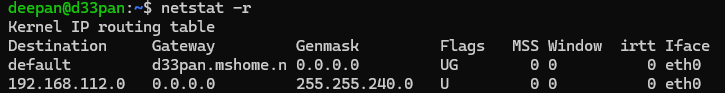 deepan@d33pan:~$ netstat -r
Kernel IP routing table
Destination     Gateway         Genmask         Flags   MSS Window  irtt Iface
default         d33pan.mshome.n 0.0.0.0         UG        0 0          0 eth0
192.168.112.0   0.0.0.0         255.255.240.0   U         0 0          0 eth0